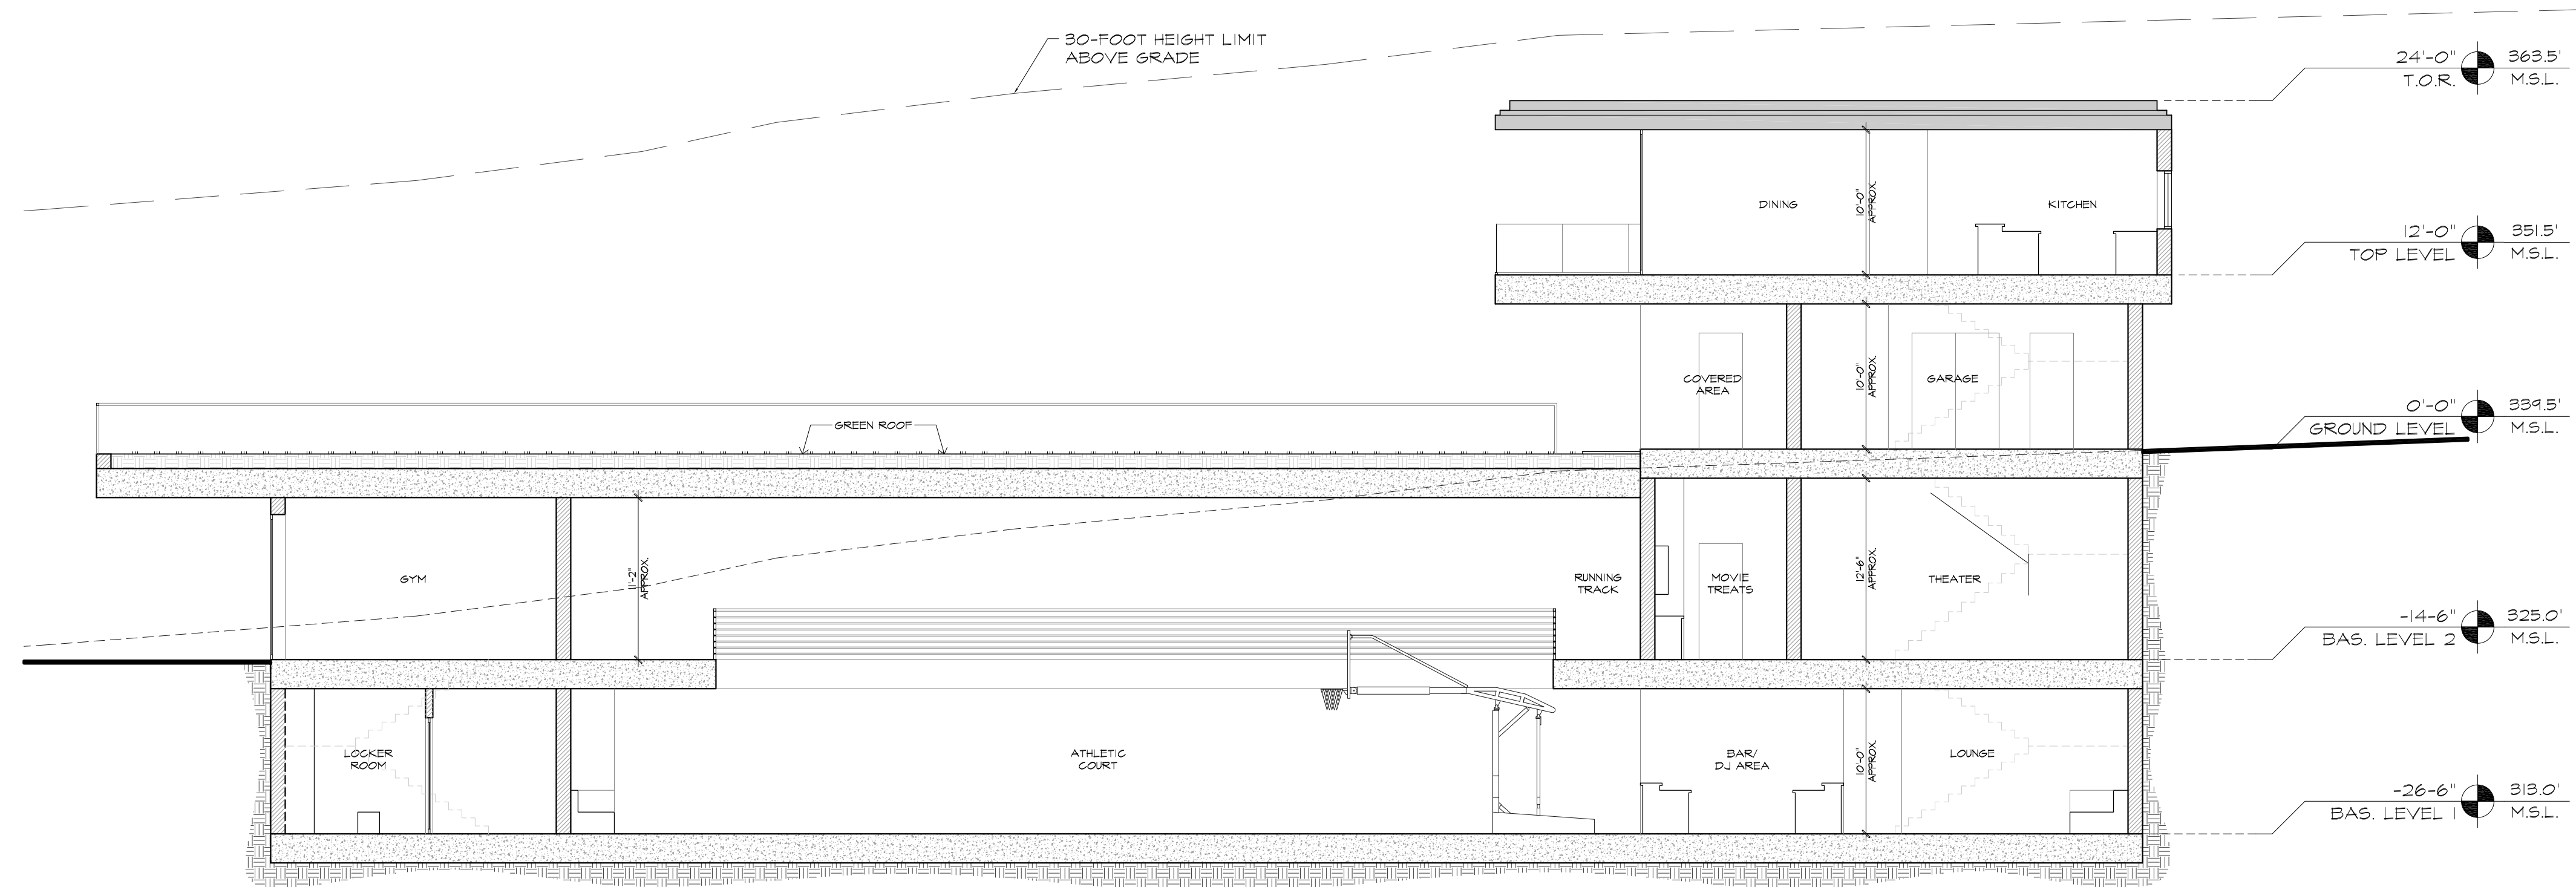 30-FOOT HEIGHT LIMIT
ABOVE GRADE
24'-0" 363.5'
T.O.R. M.S.L.
DINING
10'-0"
APPROX.
KITCHEN
12'-0" 351.5'
TOP LEVEL M.S.L.
COVERED
AREA
10'-0"
APPROX.
GARAGE
0'-0" 339.5'
GROUND LEVEL M.S.L.
GREEN ROOF
GYM
11'-2"
APPROX.
RUNNING
TRACK
MOVIE
TREATS
12'-6"
APPROX.
THEATER
-14-6" 325.0'
BAS. LEVEL 2 M.S.L.
LOCKER
ROOM
ATHLETIC
COURT
BAR/
DJ AREA
10'-0"
APPROX.
LOUNGE
-26-6" 313.0'
BAS. LEVEL 1 M.S.L.